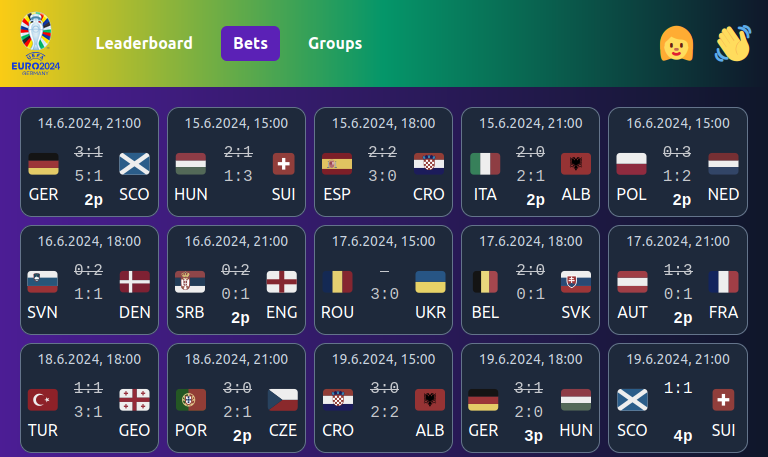 Leaderboard Bets Groups
UEFA
EURO2024
GERMANY
14.6.2024, 21:00
3:1
5:1
GER 2p SCO
15.6.2024, 15:00
2:1
1:3
HUN SUI
15.6.2024, 18:00
2:2
3:0
ESP CRO
15.6.2024, 21:00
2:0
2:1
ITA 2p ALB
16.6.2024, 15:00
0:3
1:2
POL 2p NED
16.6.2024, 18:00
0:2
1:1
SVN DEN
16.6.2024, 21:00
0:2
0:1
SRB 2p ENG
17.6.2024, 15:00
–
3:0
ROU UKR
17.6.2024, 18:00
2:0
0:1
BEL SVK
17.6.2024, 21:00
1:3
0:1
AUT 2p FRA
18.6.2024, 18:00
1:1
3:1
TUR GEO
18.6.2024, 21:00
3:0
2:1
POR 2p CZE
19.6.2024, 15:00
3:0
2:2
CRO ALB
19.6.2024, 18:00
3:1
2:0
GER 3p HUN
19.6.2024, 21:00
1:1
SCO 4p SUI